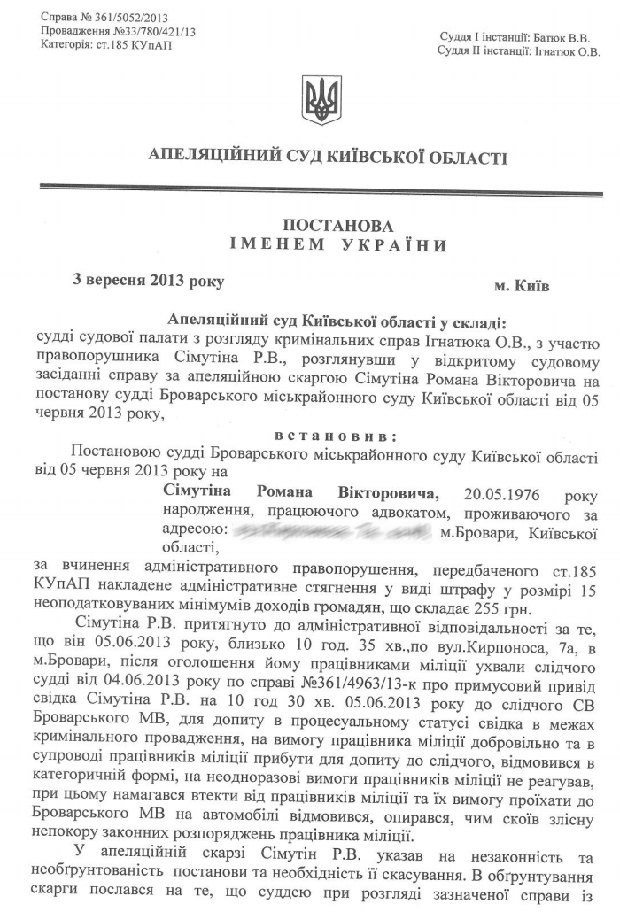 Справа № 361/5052/2013
Провадження №33/780/421/13
Категорія: ст.185 КУпАП
Суддя І інстанції: Батюк В.В.
Суддя ІІ інстанції: Ігнатюк О.В.
АПЕЛЯЦІЙНИЙ СУД КИЇВСЬКОЇ ОБЛАСТІ
ПОСТАНОВА
ІМЕНЕМ УКРАЇНИ
3 вересня 2013 року
м. Київ
Апеляційний суд Київської області у складі:
судді судової палати з розгляду кримінальних справ Ігнатюка О.В., з участю
правопорушника Сімутіна Р.В., розглянувши у відкритому судовому
засіданні справу за апеляційною скаргою Сімутіна Романа Вікторовича на
постанову судді Броварського міськрайонного суду Київської області від 05
червня 2013 року,
встановив:
Постановою судді Броварського міськрайонного суду Київської області
від 05 червня 2013 року на
Сімутіна Романа Вікторовича, 20.05.1976 року
народження, працюючого адвокатом, проживаючого за
адресою: м.Бровари, Київської
області,
за вчинення адміністративного правопорушення, передбаченого ст.185
КУпАП накладене адміністративне стягнення у виді штрафу у розмірі 15
неоподатковуваних мінімумів доходів громадян, що складає 255 грн.
Сімутіна Р.В. притягнуто до адміністративної відповідальності за те,
що він 05.06.2013 року, близько 10 год. 35 хв.,по вул.Кирпоноса, 7а, в
м.Бровари, після оголошення йому працівниками міліції ухвали слідчого
судді від 04.06.2013 року по справі №361/4963/13-к про примусовий привід
свідка Сімутіна Р.В. на 10 год 30 хв. 05.06.2013 року до слідчого СВ
Броварського МВ, для допиту в процесуальному статусі свідка в межах
кримінального провадження, на вимогу працівника міліції добровільно та в
супроводі працівників міліції прибути для допиту до слідчого, відмовився в
категоричній формі, на неодноразові вимоги працівників міліції не реагував,
при цьому намагався втекти від працівників міліції та їх вимогу проїхати до
Броварського МВ на автомобілі відмовився, опирався, чим скоїв злісну
непокору законних розпоряджень працівника міліції.
У апеляційній скарзі Сімутін Р.В. указав на незаконність та
необґрунтованість постанови та необхідність її скасування. В обґрунтування
скарги послався на те, що суддею при розгляді зазначеної справи із